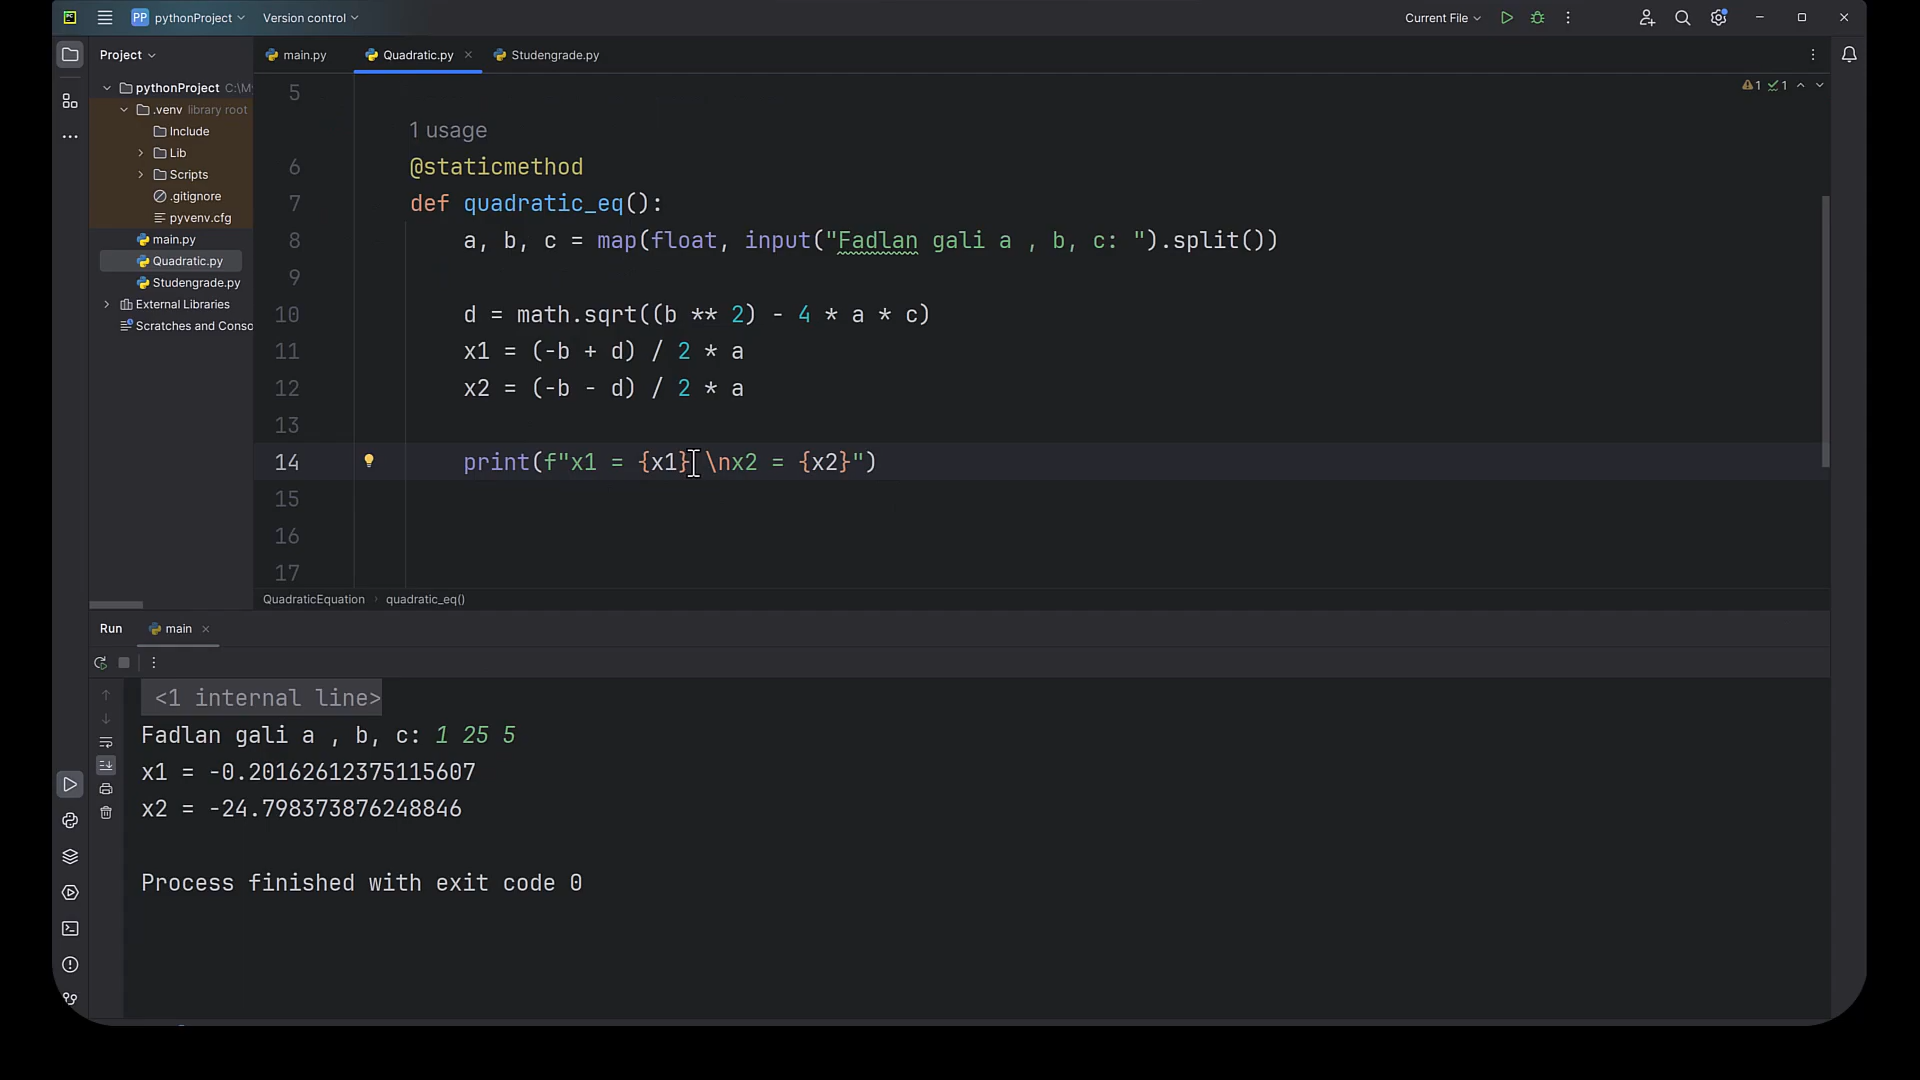 PP pythonProject Version control Current File
Project
main.py Quadratic.py Studengrade.py
pythonProject C:\My
.venv library root
Include
Lib
Scripts
.gitignore
pyvenv.cfg
main.py
Quadratic.py
Studengrade.py
External Libraries
Scratches and Conso
1 1
5
1 usage
6 @staticmethod
7 def quadratic_eq():
8 a, b, c = map(float, input("Fadlan gali a , b, c: ").split())
9
10 d = math.sqrt((b ** 2) - 4 * a * c)
11 x1 = (-b + d) / 2 * a
12 x2 = (-b - d) / 2 * a
13
14 print(f"x1 = {x1} \nx2 = {x2}")
15
16
17
QuadraticEquation › quadratic_eq()
Run main
<1 internal line>
Fadlan gali a , b, c: 1 25 5
x1 = -0.20162612375115607
x2 = -24.798373876248846
Process finished with exit code 0